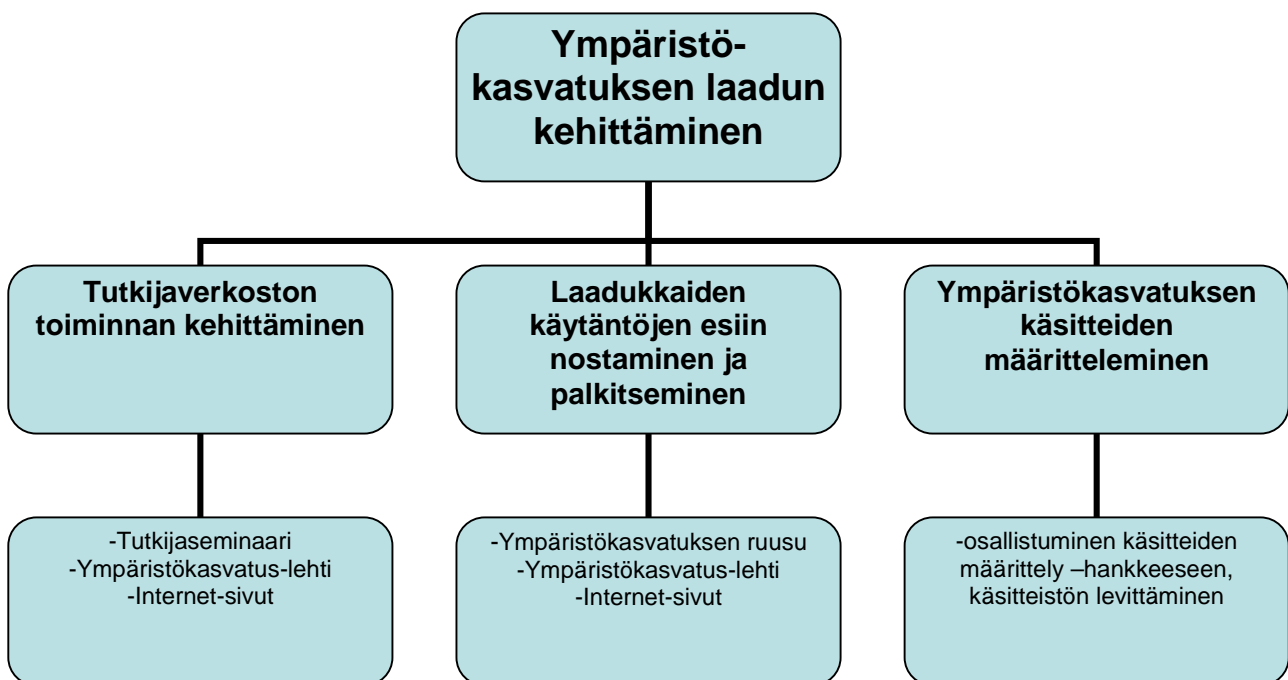 Ympäristö-
kasvatuksen laadun
kehittäminen
Tutkijaverkoston
toiminnan kehittäminen
Laadukkaiden
käytäntöjen esiin
nostaminen ja
palkitseminen
Ympäristökasvatuksen
käsitteiden
määritteleminen
-Tutkijaseminaari
-Ympäristökasvatus-lehti
-Internet-sivut
-Ympäristökasvatuksen ruusu
-Ympäristökasvatus-lehti
-Internet-sivut
-osallistuminen käsitteiden
määrittely –hankkeeseen,
käsitteistön levittäminen